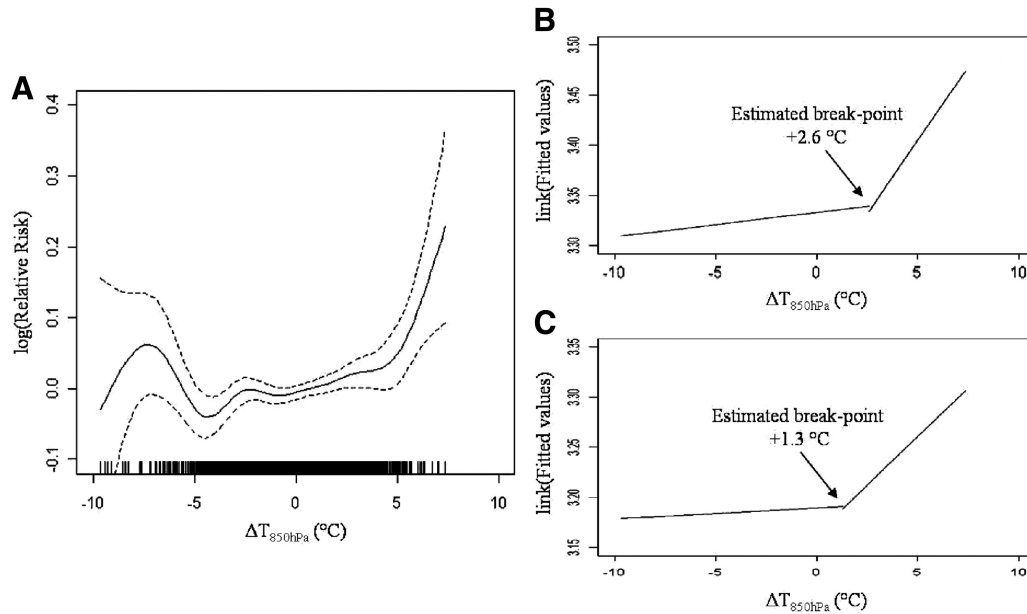 A
0.4
0.3
0.2
0.1
0.0
-0.1
log(Relative Risk)
-10
-5
0
5
10
ΔT850hPa (°C)
B
3.50
3.45
3.40
3.35
3.30
link(Fitted values)
Estimated break-point
+2.6 °C
-10
-5
0
5
10
ΔT850hPa (°C)
C
3.35
3.30
3.25
3.20
3.15
link(Fitted values)
Estimated break-point
+1.3 °C
-10
-5
0
5
10
ΔT850hPa (°C)